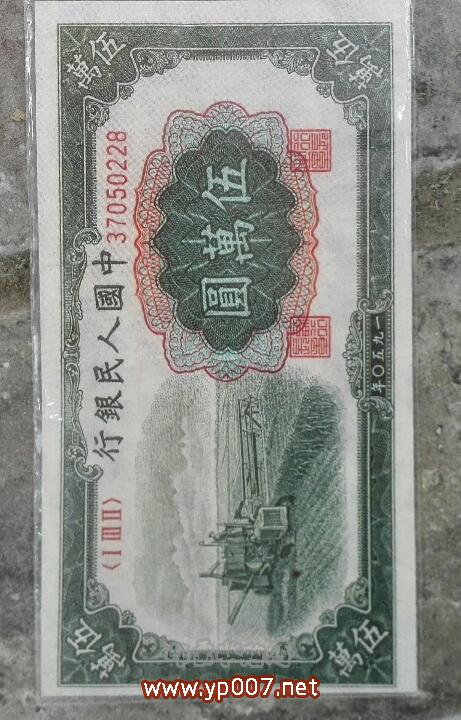 伍萬
伍萬
中國人民銀行
〈I III II〉
37050228
伍萬圓
一九五〇年
伍萬
伍萬
www.yp007.net